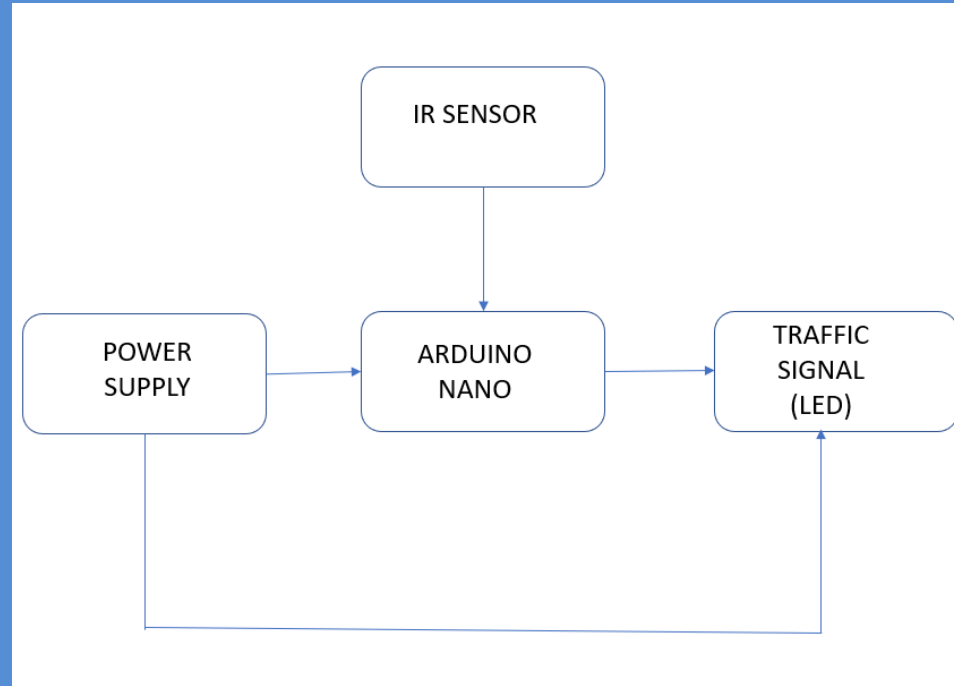 IR SENSOR
POWER
SUPPLY
ARDUINO
NANO
TRAFFIC
SIGNAL
(LED)